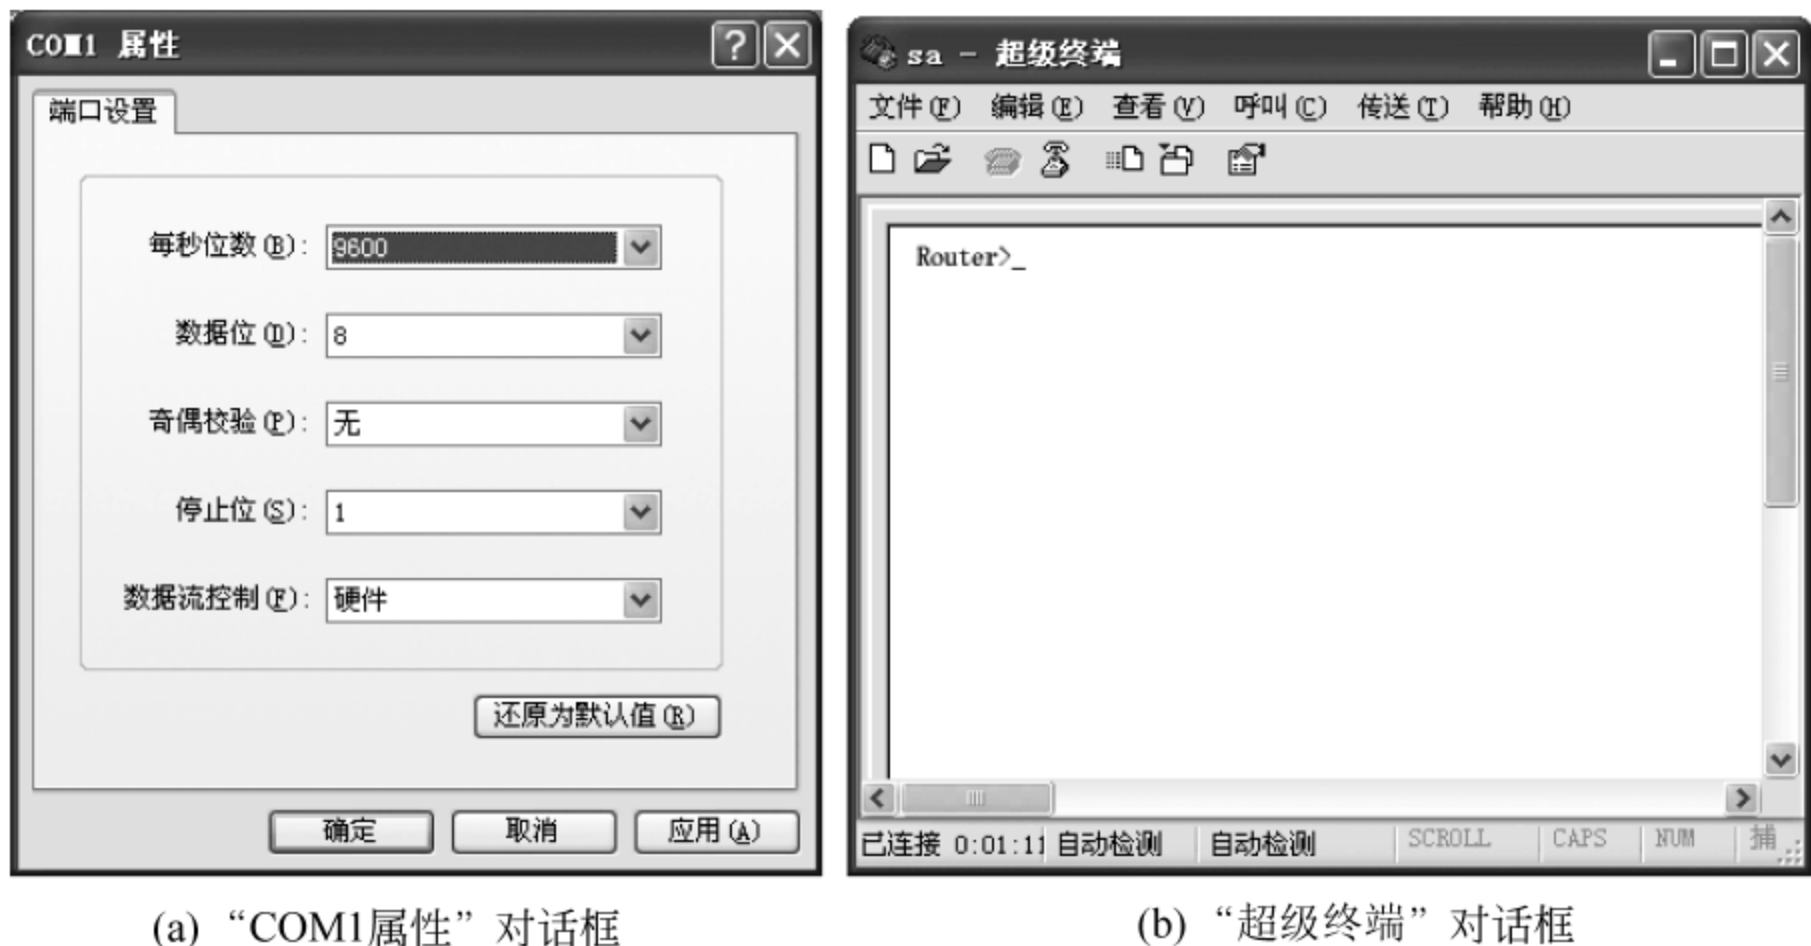 COM1 属性
端口设置
每秒位数(B):
9600
数据位(D):
8
奇偶校验(P):
无
停止位(S):
1
数据流控制(F):
硬件
还原为默认值(R)
确定
取消
应用(A)
(a) “COM1属性”对话框
sa - 超级终端
文件(F) 编辑(E) 查看(V) 呼叫(C) 传送(T) 帮助(H)
Router>_
已连接 0:01:11 自动检测 自动检测 SCROLL CAPS NUM 捕
(b) “超级终端”对话框